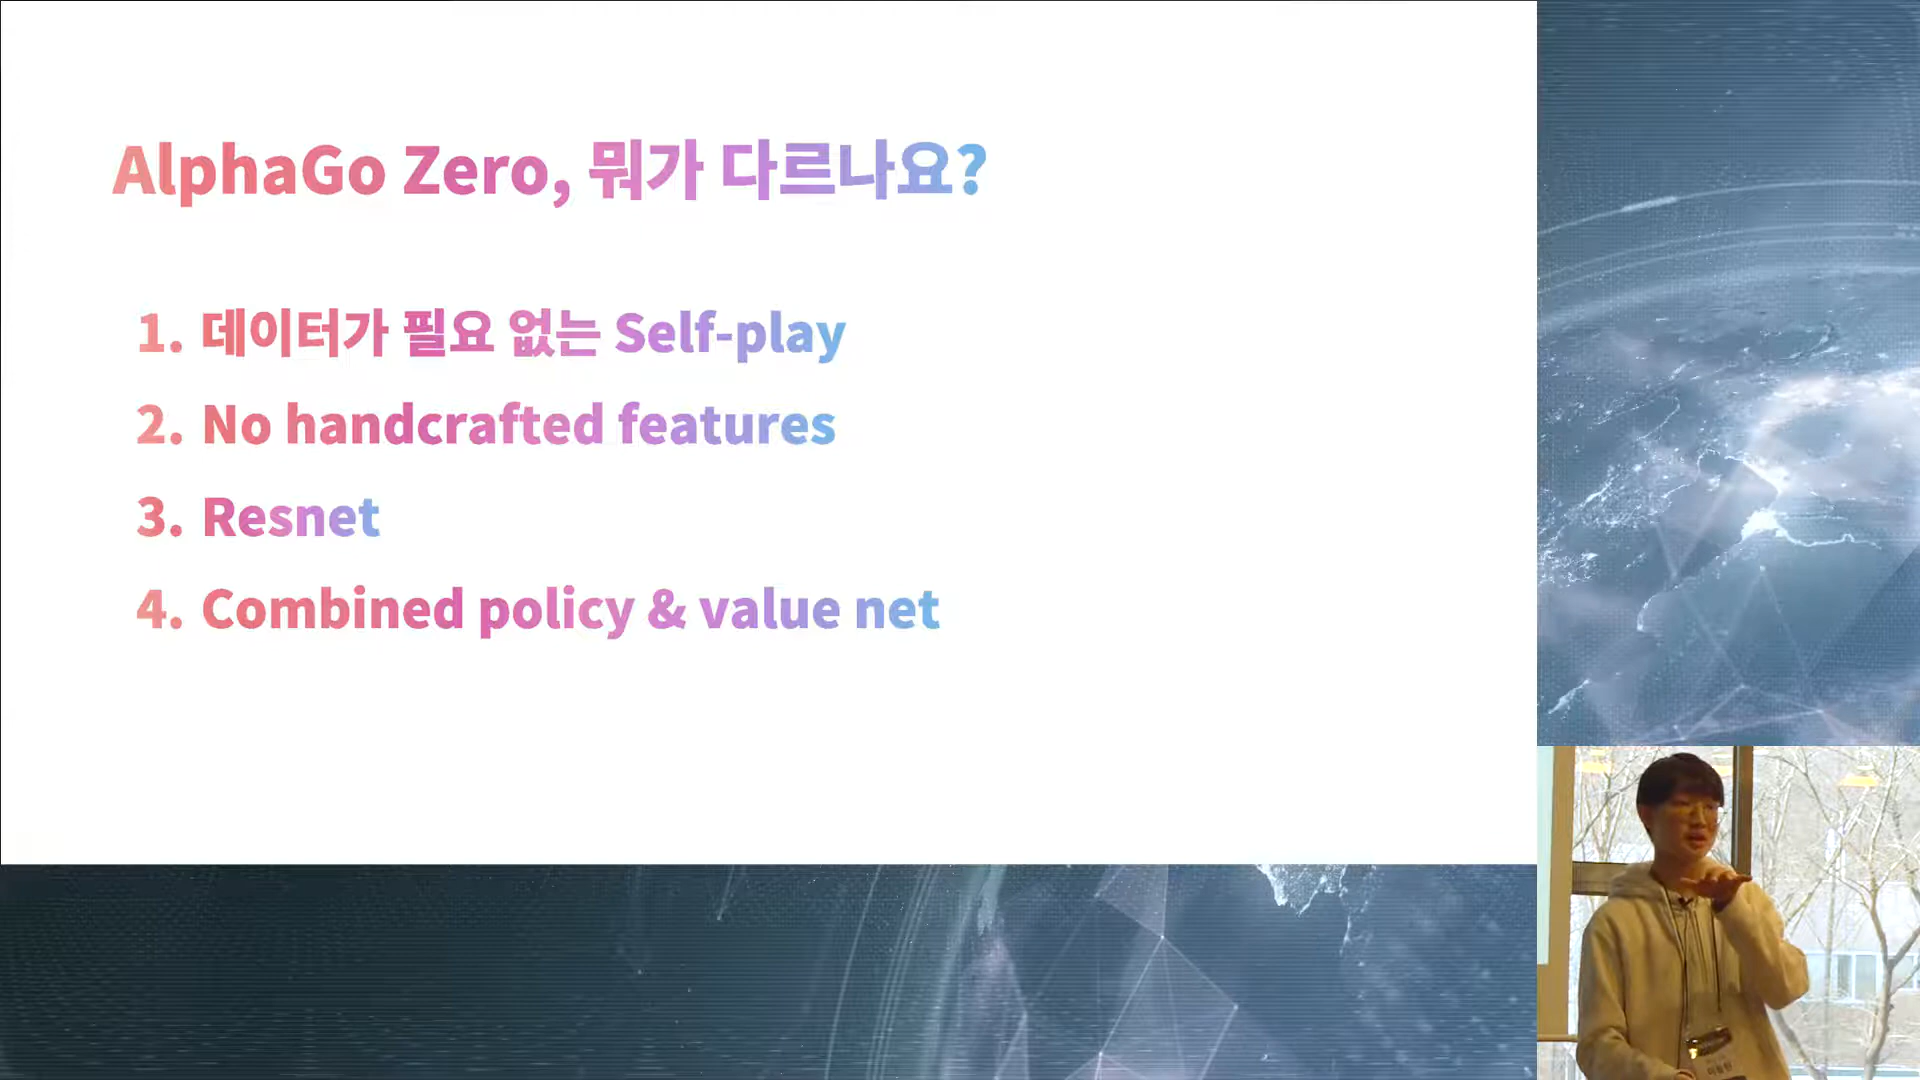 AlphaGo Zero, 뭐가 다르나요?
1. 데이터가 필요 없는 Self-play
2. No handcrafted features
3. Resnet
4. Combined policy & value net